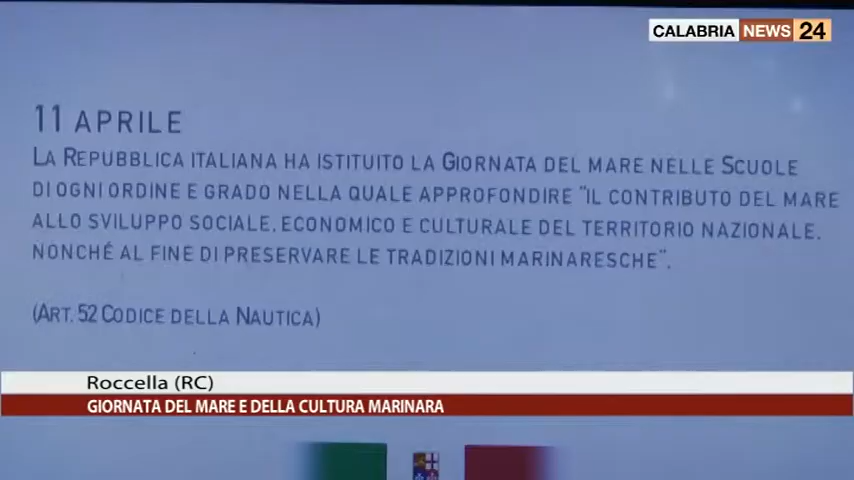 CALABRIA NEWS 24
11 APRILE
LA REPUBBLICA ITALIANA HA ISTITUITO LA GIORNATA DEL MARE NELLE SCUOLE
DI OGNI ORDINE E GRADO NELLA QUALE APPROFONDIRE "IL CONTRIBUTO DEL MARE
ALLO SVILUPPO SOCIALE, ECONOMICO E CULTURALE DEL TERRITORIO NAZIONALE,
NONCHÉ AL FINE DI PRESERVARE LE TRADIZIONI MARINARESCHE".
(ART. 52 CODICE DELLA NAUTICA)
Roccella (RC)
GIORNATA DEL MARE E DELLA CULTURA MARINARA